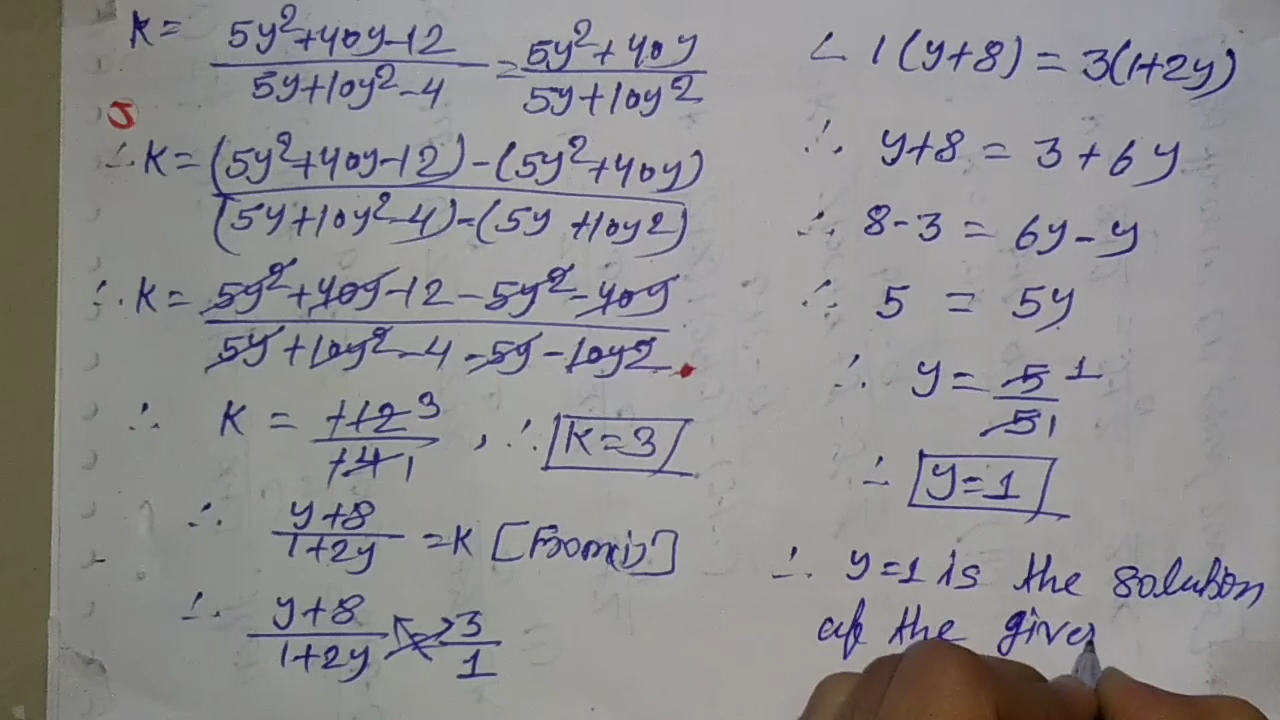 K = (5y²+40y-12)/(5y+10y²-4) = (5y²+40y)/(5y+10y²)
∴ K = ((5y²+40y-12)-(5y²+40y))/((5y+10y²-4)-(5y+10y²))
∴ K = (5y²+40y-12-5y²-40y)/(5y+10y²-4-5y-10y²)
∴ K = +12 3/+4 1, ∴ K=3
∴ (y+8)/(1+2y) = K [From(i)]
∴ (y+8)/(1+2y) 3/1
∴ 1(y+8) = 3(1+2y)
∴ y+8 = 3+6y
∴ 8-3 = 6y-y
∴ 5 = 5y
∴ y = 5 1/5 1
∴ y=1
∴ y=1 is the solution
of the given